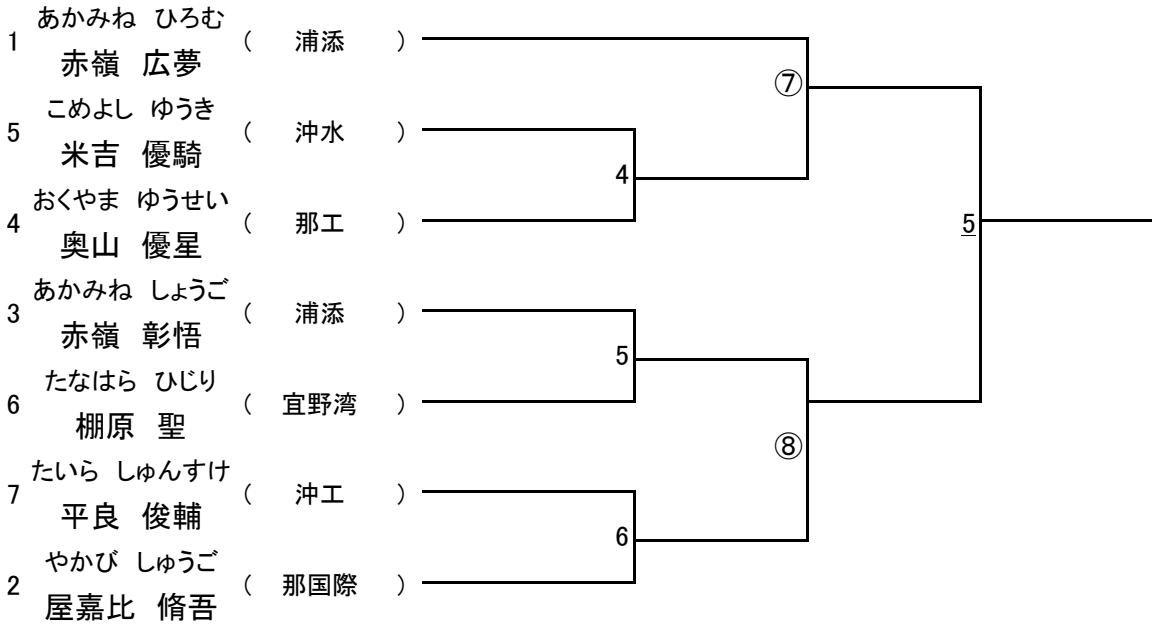 あかみね ひろむ
1 赤嶺 広夢 ( 浦添 )
⑦
こめよし ゆうき
5 米吉 優騎 ( 沖水 )
4
おくやま ゆうせい
4 奥山 優星 ( 那工 )
5
あかみね しょうご
3 赤嶺 彰悟 ( 浦添 )
5
たなはら ひじり
6 棚原 聖 ( 宜野湾 )
⑧
たいら しゅんすけ
7 平良 俊輔 ( 沖工 )
6
やかび しゅうご
2 屋嘉比 脩吾 ( 那国際 )